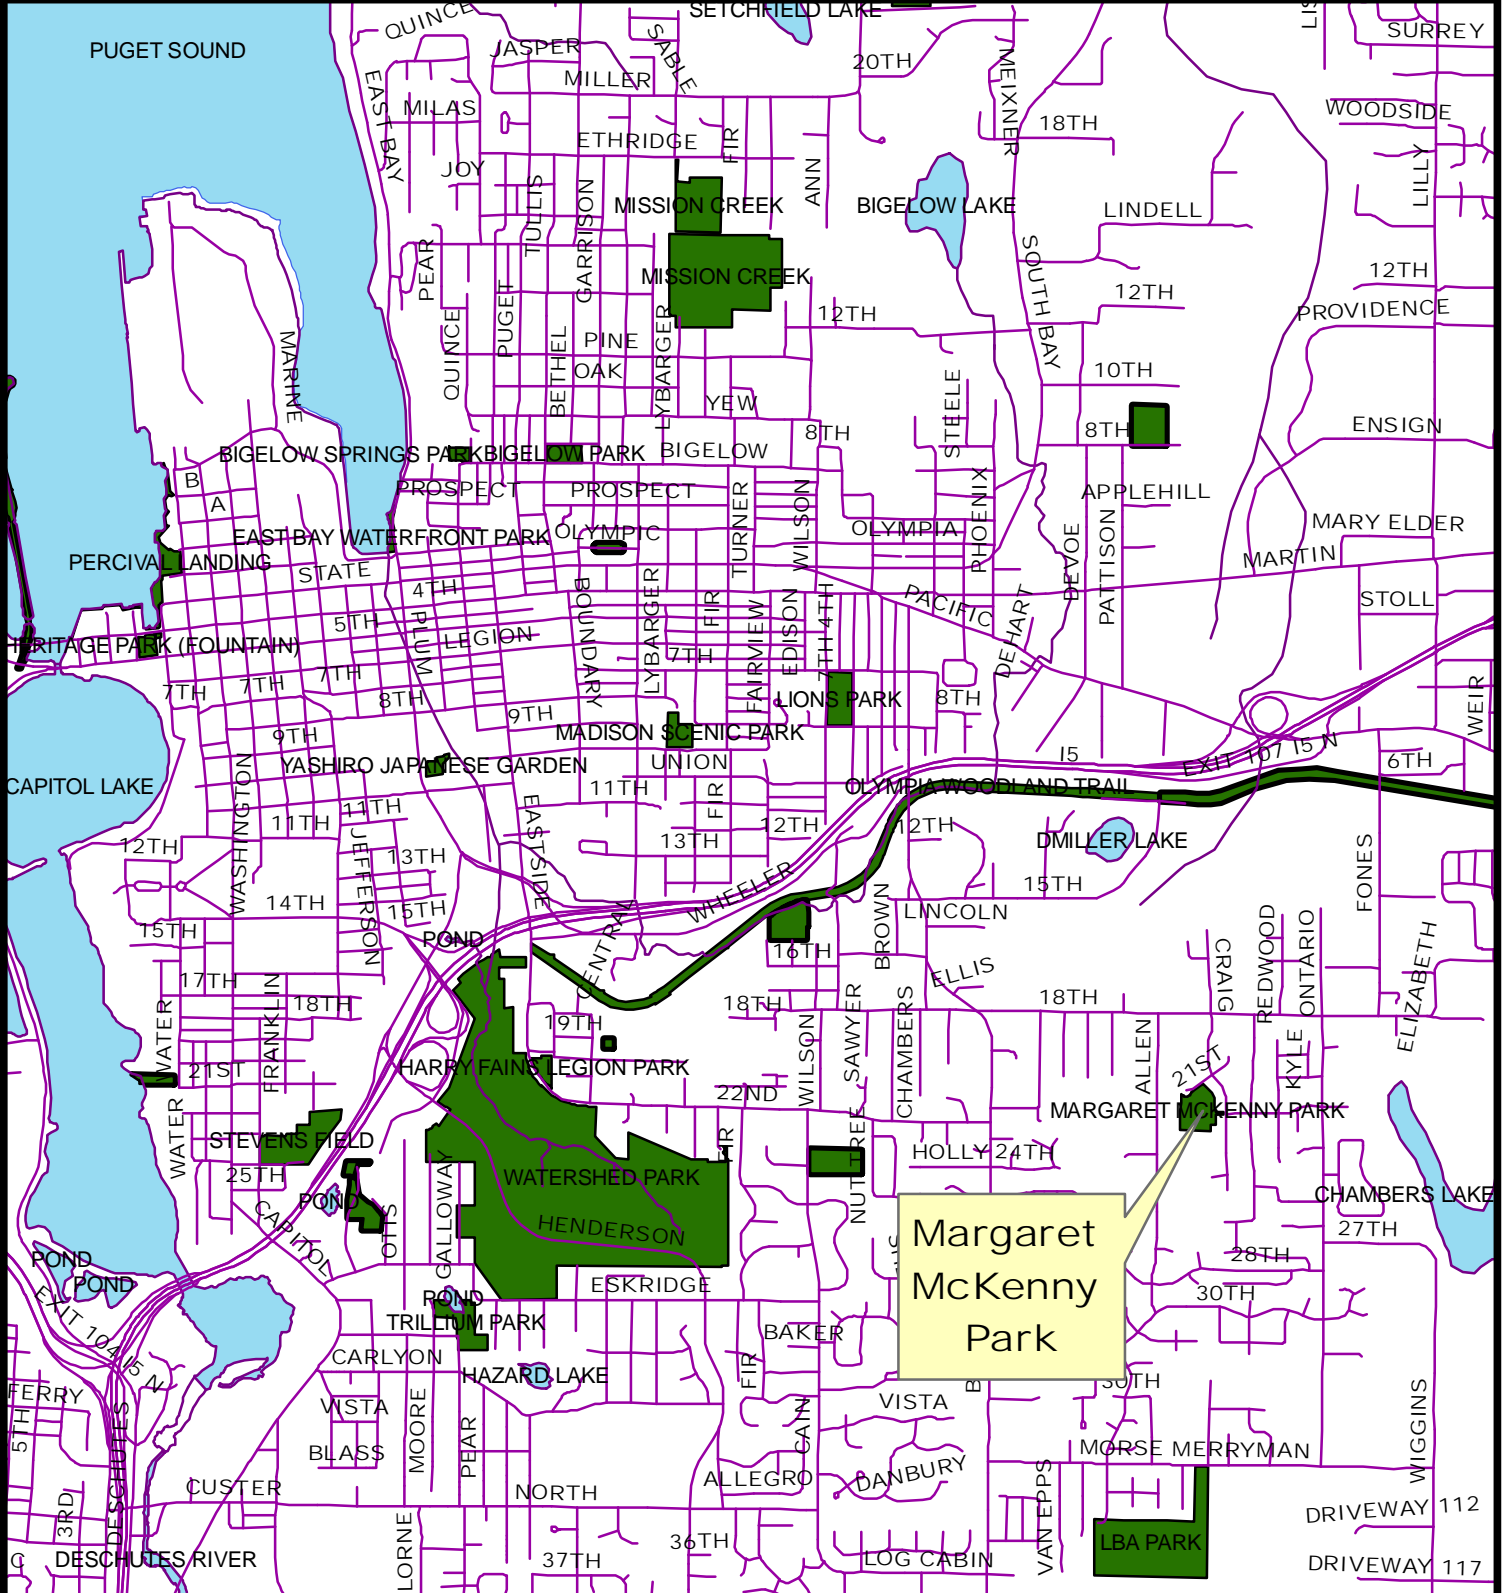 SETCHFIELD LAKE
QUINCE
LIS
SURREY
PUGET SOUND
JASPER
SABLE
MILLER
20TH
MEIXNER
EAST BAY
MILAS
WOODSIDE
18TH
ETHRIDGE
FIR
JOY
ANN
LILLY
TULLIS
GARRISON
MISSION CREEK
BIGELOW LAKE
LINDELL
PEAR
SOUTH BAY
MISSION CREEK
12TH
12TH
PROVIDENCE
PUGET
12TH
QUINCE
BETHEL
PINE
LYBARGER
MARINE
OAK
10TH
YEW
STEELE
8TH
8TH
ENSIGN
BIGELOW SPRINGS PARK
BIGELOW PARK
BIGELOW
B
A
PROSPECT
PROSPECT
TURNER
WILSON
PHOENIX
APPLEHILL
EAST BAY WATERFRONT PARK
OLYMPIC
OLYMPIA
MARY ELDER
PERCIVAL LANDING
STATE
MARTIN
DEVOE
PATTISON
4TH
BOUNDARY
LYBARGER
FIR
FAIRVIEW
EDISON
7TH 4TH
PACIFIC
DEHART
STOLL
5TH
PLUM
LEGION
HERITAGE PARK (FOUNTAIN)
7TH
7TH
7TH
7TH
8TH
LIONS PARK
8TH
WEIR
9TH
9TH
MADISON SCENIC PARK
I5
EXIT 107 I5 N
YASHIRO JAPANESE GARDEN
UNION
6TH
CAPITOL LAKE
WASHINGTON
11TH
FIR
OLYMPIA WOODLAND TRAIL
11TH
11TH
EASTSIDE
12TH
12TH
12TH
JEFFERSON
13TH
13TH
DMILLER LAKE
FONES
14TH
15TH
WHEELER
BROWN
15TH
15TH
CENTRAL
LINCOLN
POND
16TH
REDWOOD
ONTARIO
ELIZABETH
CRAIG
17TH
FRANKLIN
ELLIS
18TH
18TH
18TH
WATER
19TH
WILSON
SAWYER
CHAMBERS
ALLEN
21ST
KYLE
21ST
HARRY FAINS LEGION PARK
22ND
MARGARET MCKENNY PARK
WATER
STEVENS FIELD
FIR
NUTREE
HOLLY
24TH
25TH
GALLOWAY
WATERSHED PARK
POND
OTIS
CAPITOL
CHAMBERS LAKE
HENDERSON
27TH
Margaret
McKenny
Park
28TH
POND
POND
EXIT 104 I5 N
ESKRIDGE
30TH
POND
TRILLIUM PARK
BAKER
CARLYON
FIR
HAZARD LAKE
30TH
FERRY
5TH
DESCHUTES
VISTA
MOORE
PEAR
CAIN
VISTA
WIGGINS
BLASS
MORSE MERRYMAN
CUSTER
NORTH
ALLEGRO
DANBURY
VAN EPPS
3RD
DRIVEWAY 112
LORNE
36TH
LBA PARK
DESCHUTES RIVER
37TH
LOG CABIN
DRIVEWAY 117